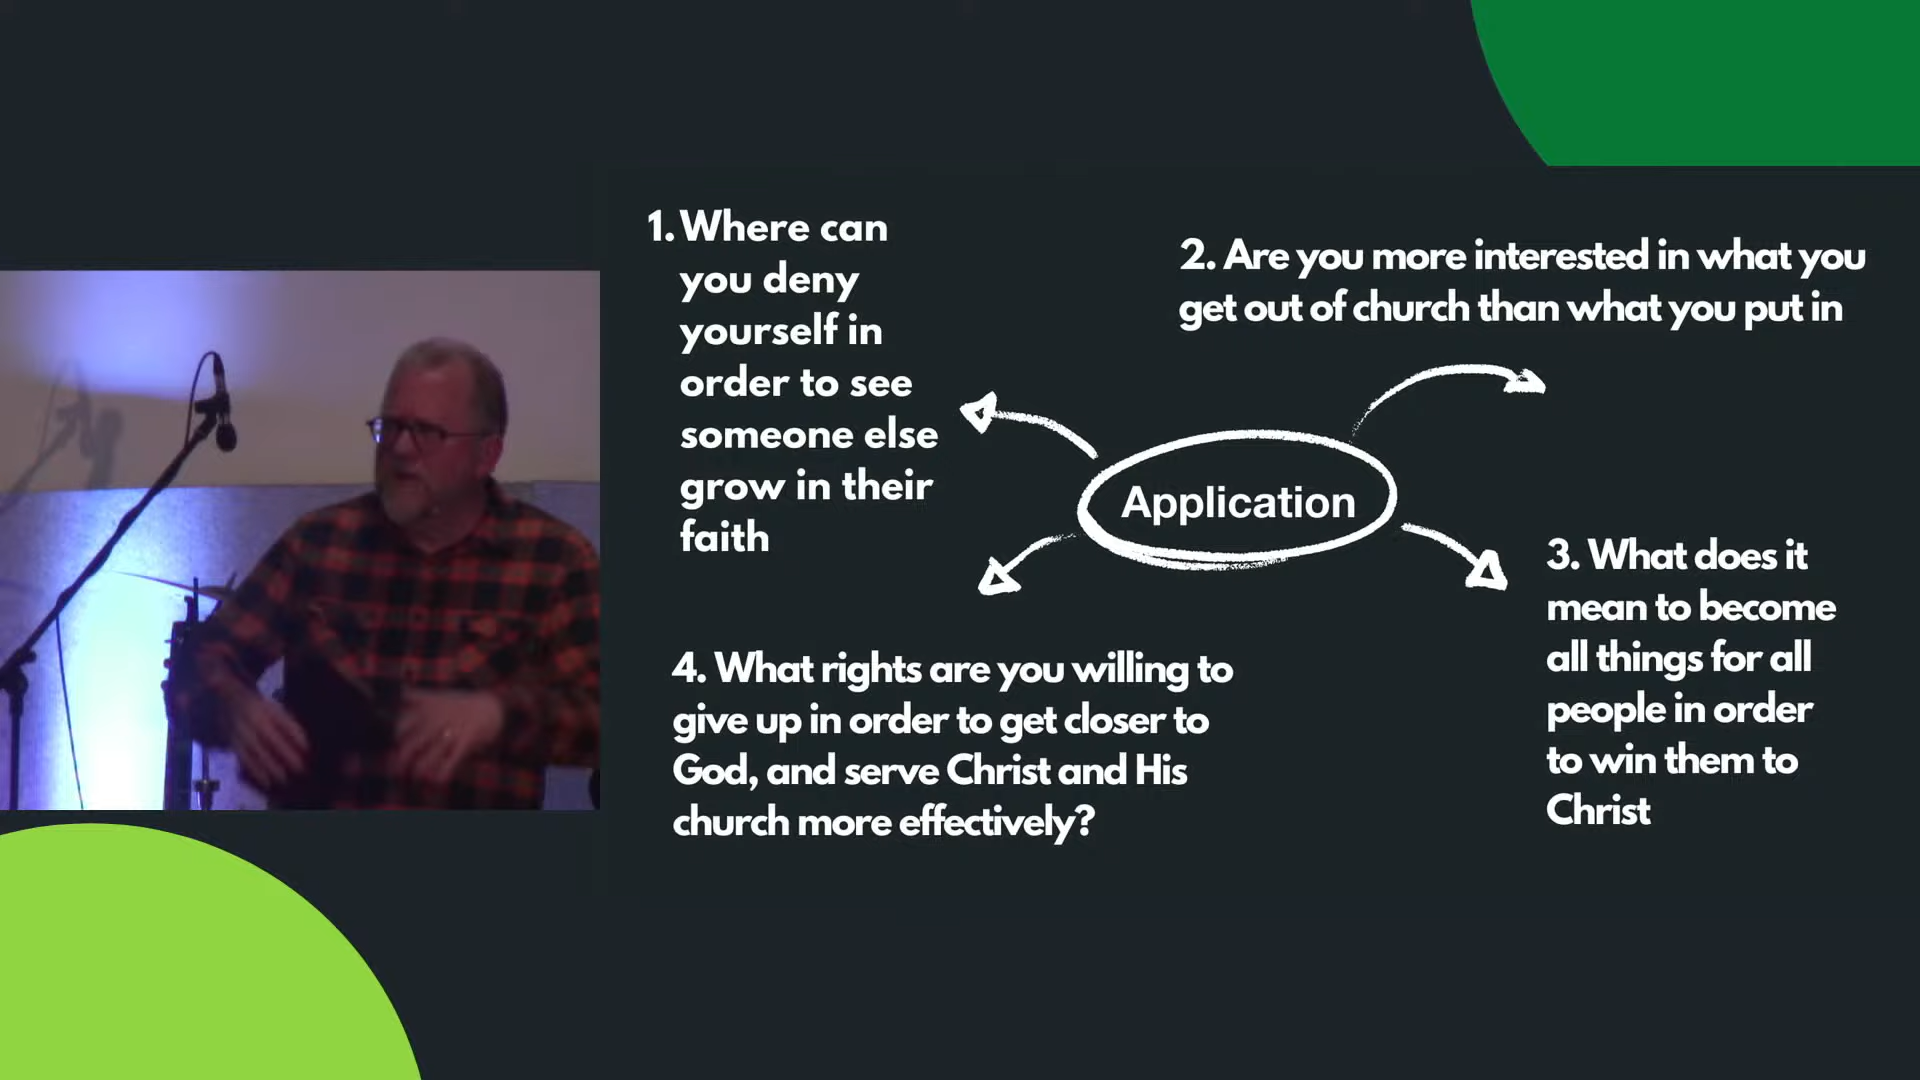 1. Where can
you deny
yourself in
order to see
someone else
grow in their
faith
2. Are you more interested in what you
get out of church than what you put in
Application
3. What does it
mean to become
all things for all
people in order
to win them to
Christ
4. What rights are you willing to
give up in order to get closer to
God, and serve Christ and His
church more effectively?